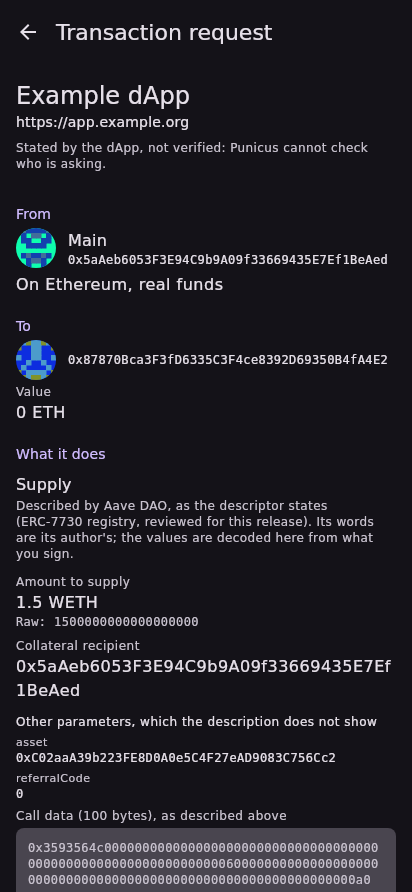 Transaction request
Example dApp
https://app.example.org
Stated by the dApp, not verified: Punicus cannot check
who is asking.
From
Main
0x5aAeb6053F3E94C9b9A09f33669435E7Ef1BeAed
On Ethereum, real funds
To
0x87870Bca3F3fD6335C3F4ce8392D69350B4fA4E2
Value
0 ETH
What it does
Supply
Described by Aave DAO, as the descriptor states
(ERC-7730 registry, reviewed for this release). Its words
are its author's; the values are decoded here from what
you sign.
Amount to supply
1.5 WETH
Raw: 1500000000000000000
Collateral recipient
0x5aAeb6053F3E94C9b9A09f33669435E7Ef
1BeAed
Other parameters, which the description does not show
asset
0xC02aaA39b223FE8D0A0e5C4F27eAD9083C756Cc2
referralCode
0
Call data (100 bytes), as described above
0x3593564c000000000000000000000000000000000000
0000000000000000000000000060000000000000000000
0000000000000000000000000000000000000000000a0